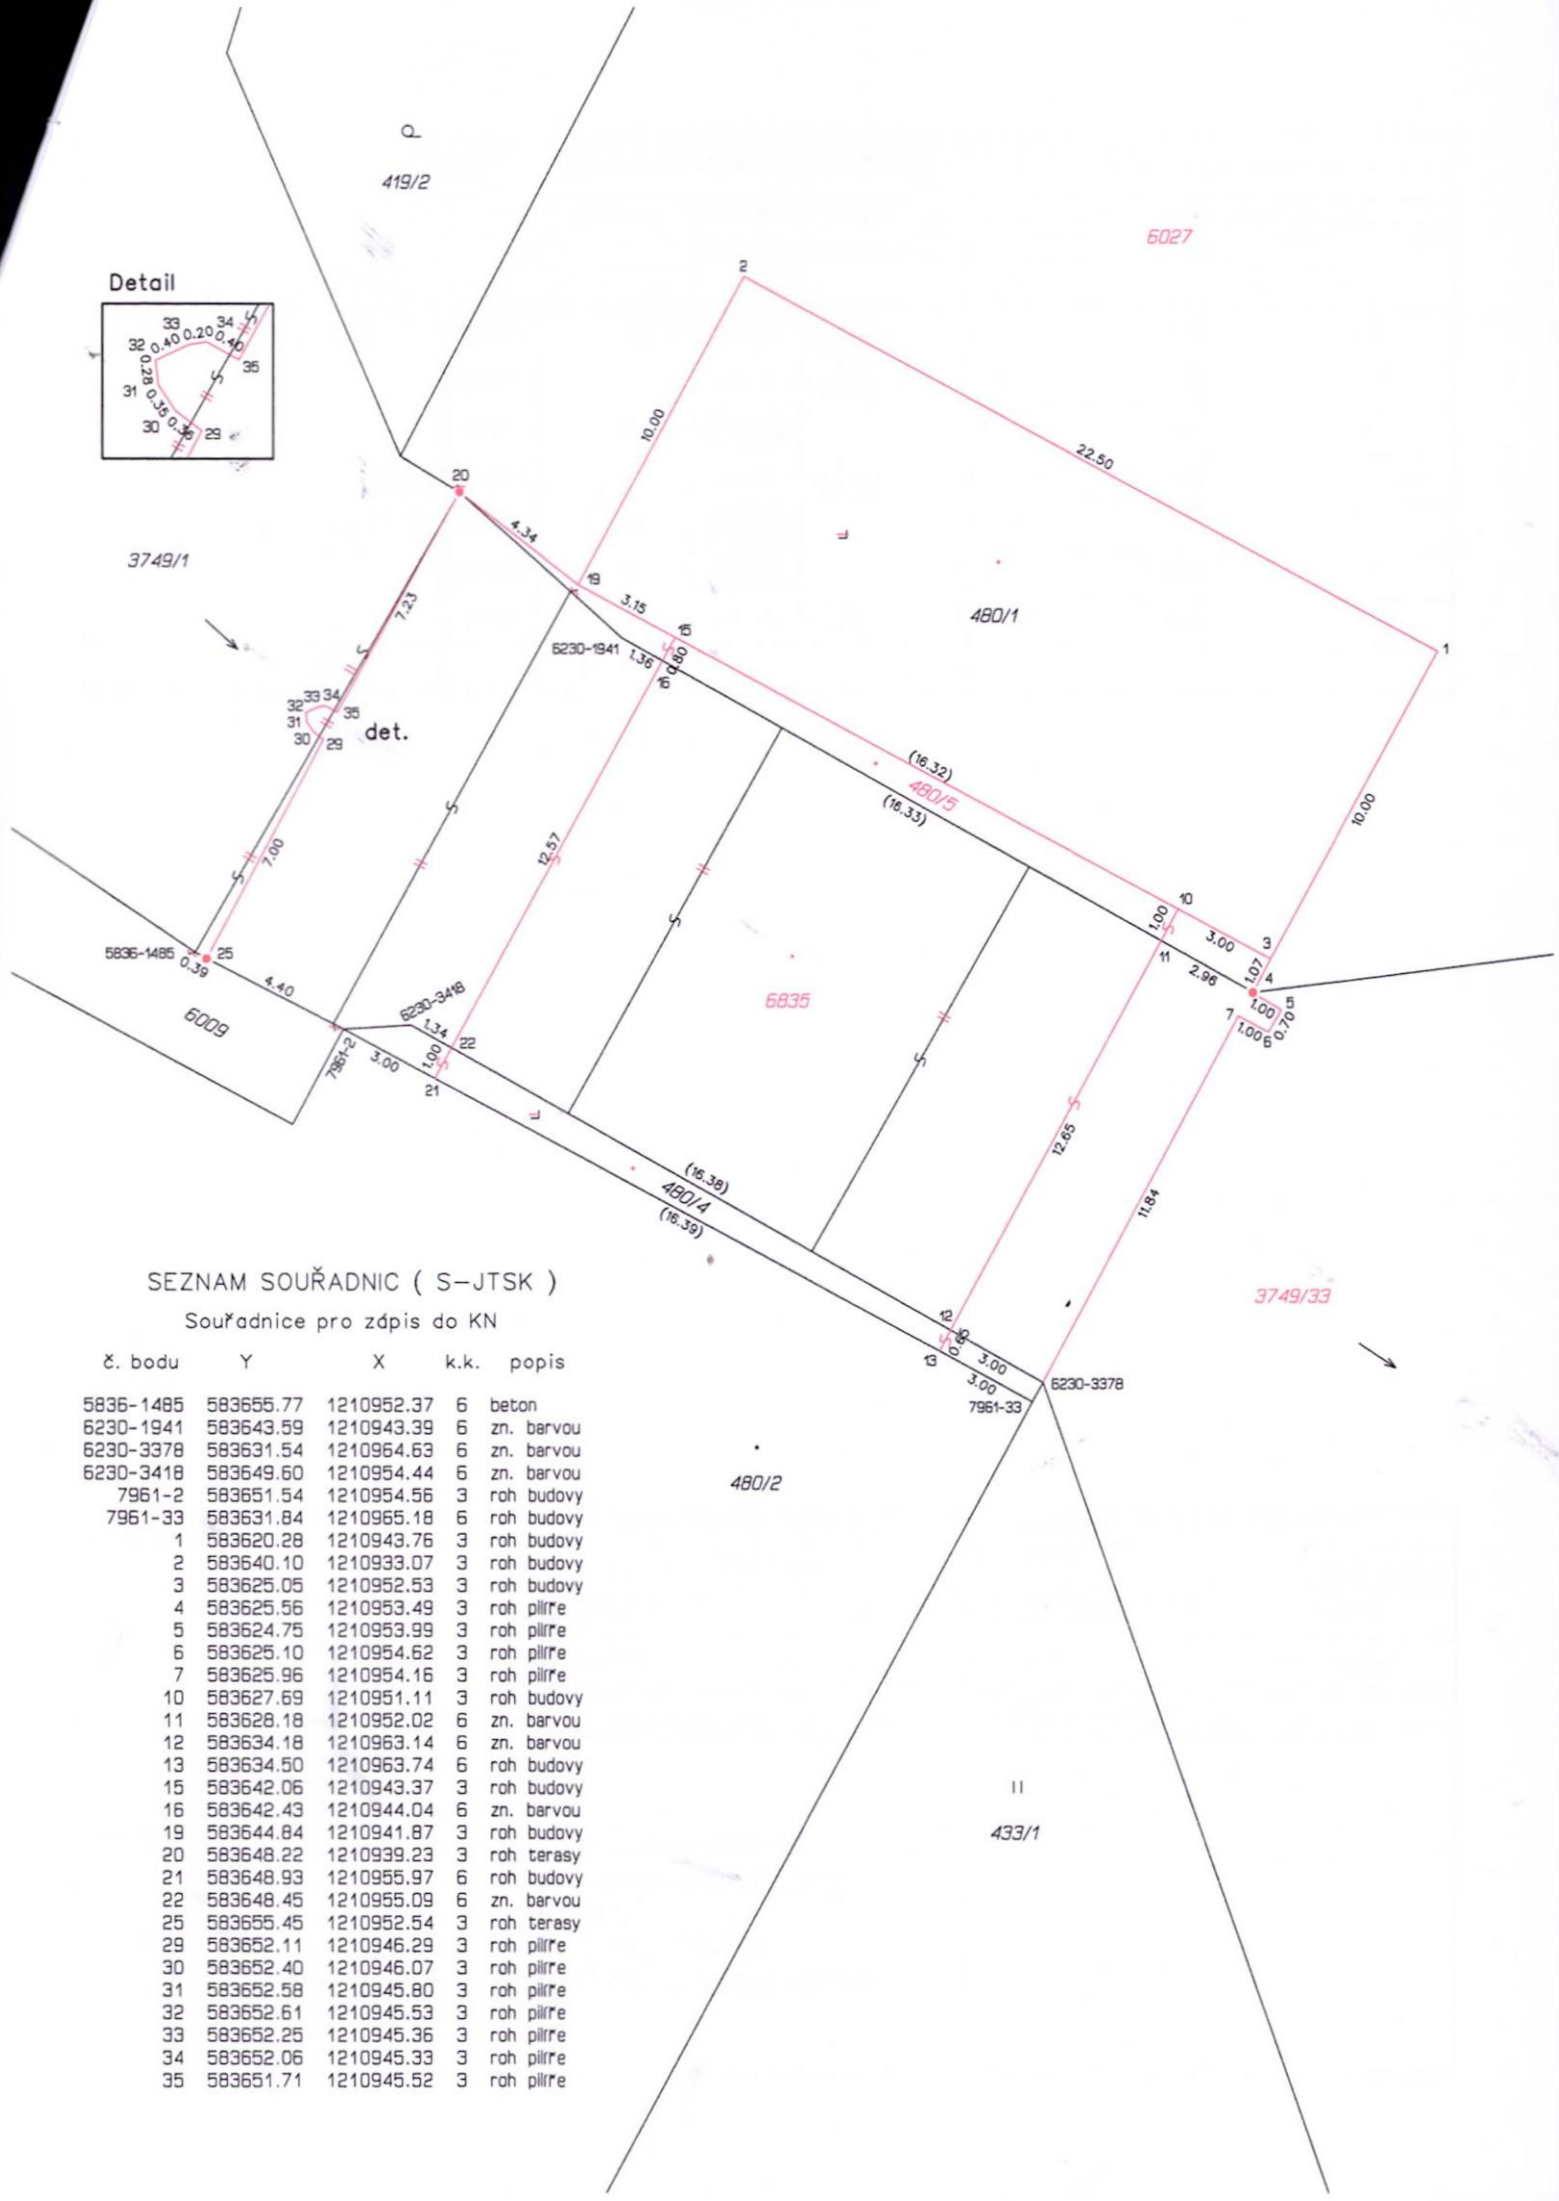 419/2
6027
Detail
33
34
32
0.40
0.20
0.40
35
0.28
31
0.35
30
0.36
29
2
10.00
22.50
20
4.34
3749/1
19
3.15
15
480/1
1
7.23
6230-1941
1.36
0.80
16
32
33
34
31
35
30
29
det.
(16.32)
480/5
(16.33)
10.00
7.00
12.57
10
1.00
3.00
3
5836-1485
25
0.39
11
2.96
1.07
4
4.40
6009
6230-3418
6835
1.00
5
7
0.70
1.00
6
1.34
22
7961-2
3.00
1.00
21
12.65
11.84
(16.38)
480/4
(16.39)
3749/33
12
0.65
13
3.00
3.00
6230-3378
7961-33
480/2
433/1
SEZNAM SOUŘADNIC ( S-JTSK )
Souřadnice pro zápis do KN
č. bodu Y X k.k. popis
5836-1485 583655.77 1210952.37 6 beton
6230-1941 583643.59 1210943.39 6 zn. barvou
6230-3378 583631.54 1210964.63 6 zn. barvou
6230-3418 583649.60 1210954.44 6 zn. barvou
7961-2 583651.54 1210954.56 3 roh budovy
7961-33 583631.84 1210965.18 6 roh budovy
1 583620.28 1210943.76 3 roh budovy
2 583640.10 1210933.07 3 roh budovy
3 583625.05 1210952.53 3 roh budovy
4 583625.56 1210953.49 3 roh pilíře
5 583624.75 1210953.99 3 roh pilíře
6 583625.10 1210954.62 3 roh pilíře
7 583625.96 1210954.16 3 roh pilíře
10 583627.69 1210951.11 3 roh budovy
11 583628.18 1210952.02 6 zn. barvou
12 583634.18 1210963.14 6 zn. barvou
13 583634.50 1210963.74 6 roh budovy
15 583642.06 1210943.37 3 roh budovy
16 583642.43 1210944.04 6 zn. barvou
19 583644.84 1210941.87 3 roh budovy
20 583648.22 1210939.23 3 roh terasy
21 583648.93 1210955.97 6 roh budovy
22 583648.45 1210955.09 6 zn. barvou
25 583655.45 1210952.54 3 roh terasy
29 583652.11 1210946.29 3 roh pilíře
30 583652.40 1210946.07 3 roh pilíře
31 583652.58 1210945.80 3 roh pilíře
32 583652.61 1210945.53 3 roh pilíře
33 583652.25 1210945.36 3 roh pilíře
34 583652.06 1210945.33 3 roh pilíře
35 583651.71 1210945.52 3 roh pilíře